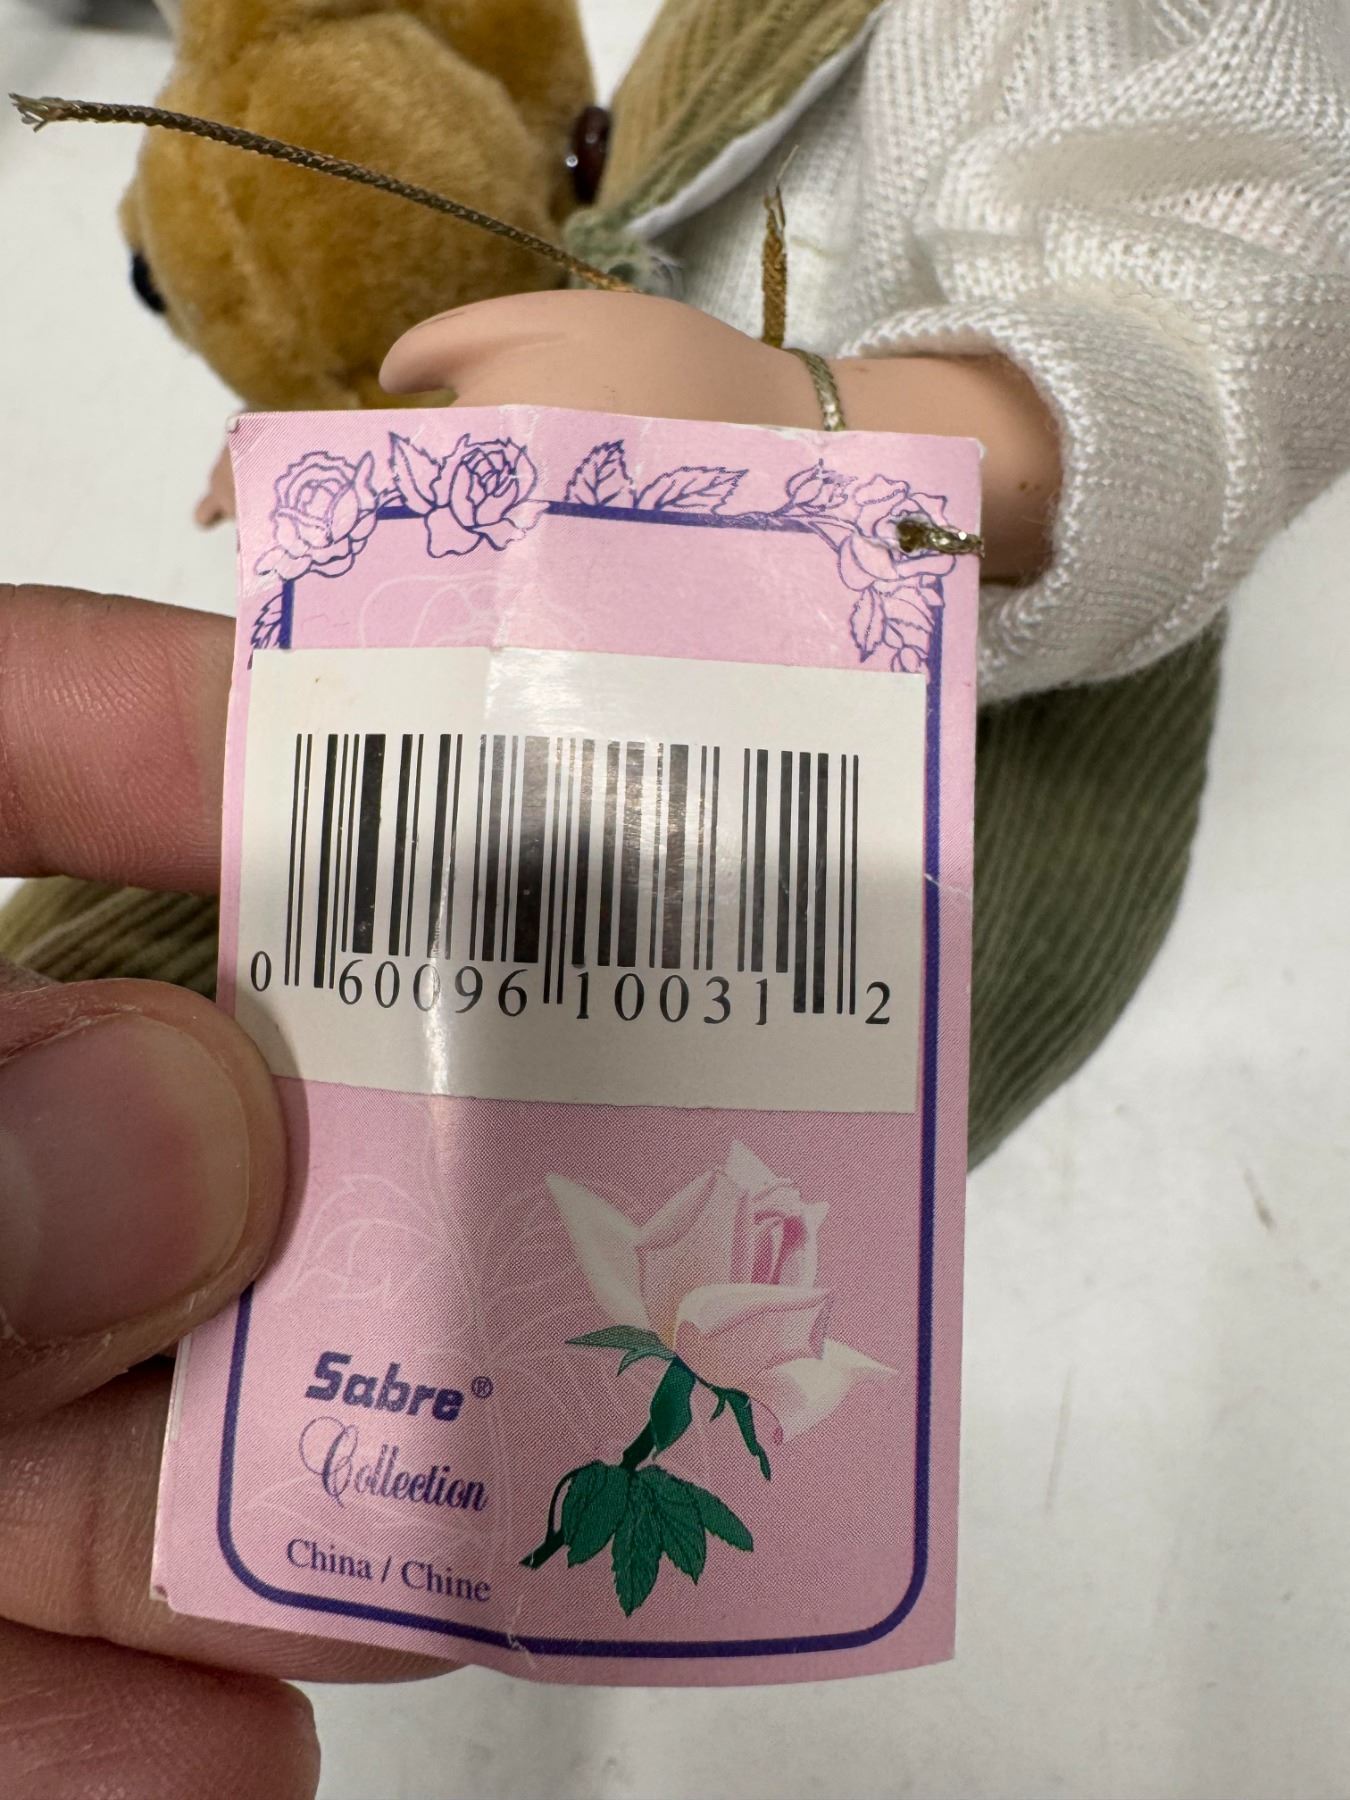 0 60096 10031 2
Sabre®
Collection
China / Chine